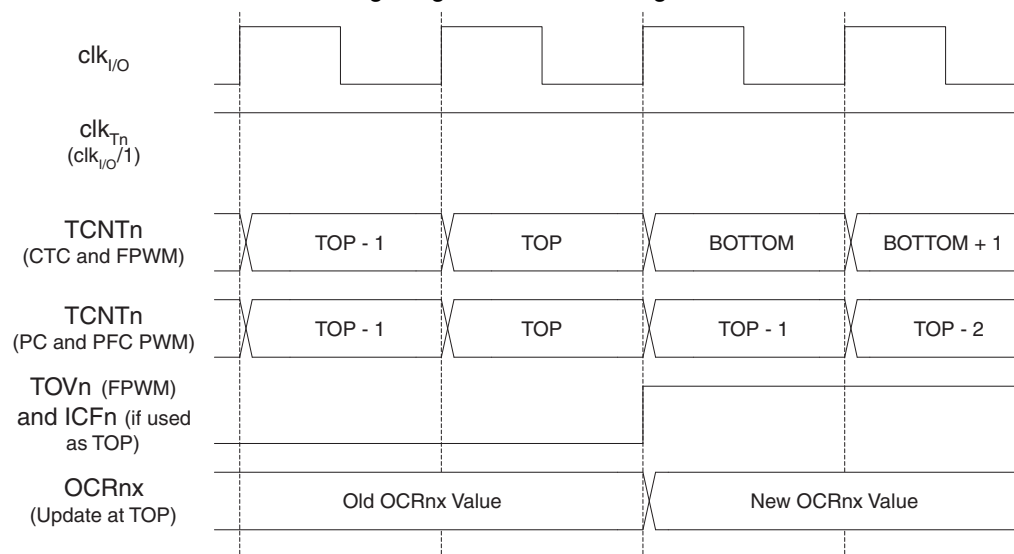 clkI/O
clkTn
(clkI/O/1)
TCNTn
(CTC and FPWM)
TOP - 1
TOP
BOTTOM
BOTTOM + 1
TCNTn
(PC and PFC PWM)
TOP - 1
TOP
TOP - 1
TOP - 2
TOVn (FPWM)
and ICFn (if used
as TOP)
OCRnx
(Update at TOP)
Old OCRnx Value
New OCRnx Value